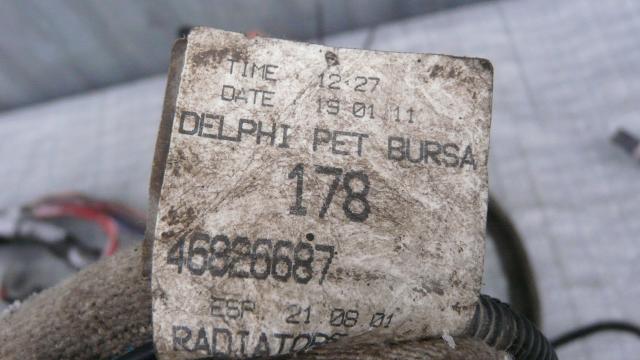 TIME : 12:27
DATE : 19 01 11
DELPHI PET BURSA
178
46826687
ESP 21 08 01